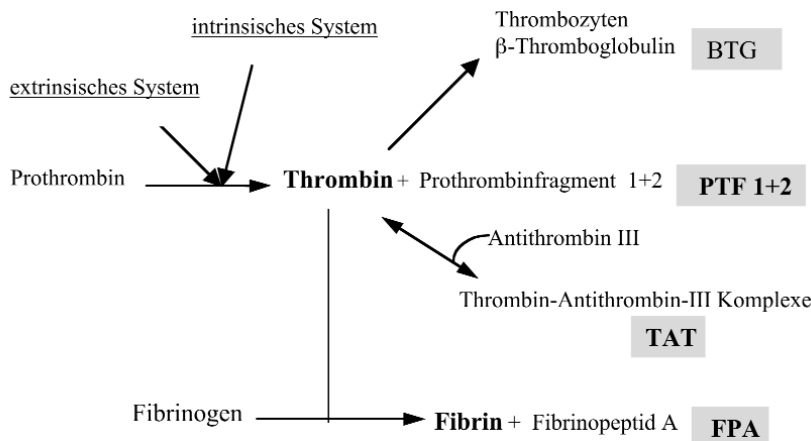 intrinsisches System
Thrombozyten
β-Thromboglobulin BTG
extrinsisches System
Prothrombin Thrombin + Prothrombinfragment 1+2 PTF 1+2
Antithrombin III
Thrombin-Antithrombin-III Komplexe
TAT
Fibrinogen Fibrin + Fibrinopeptid A FPA